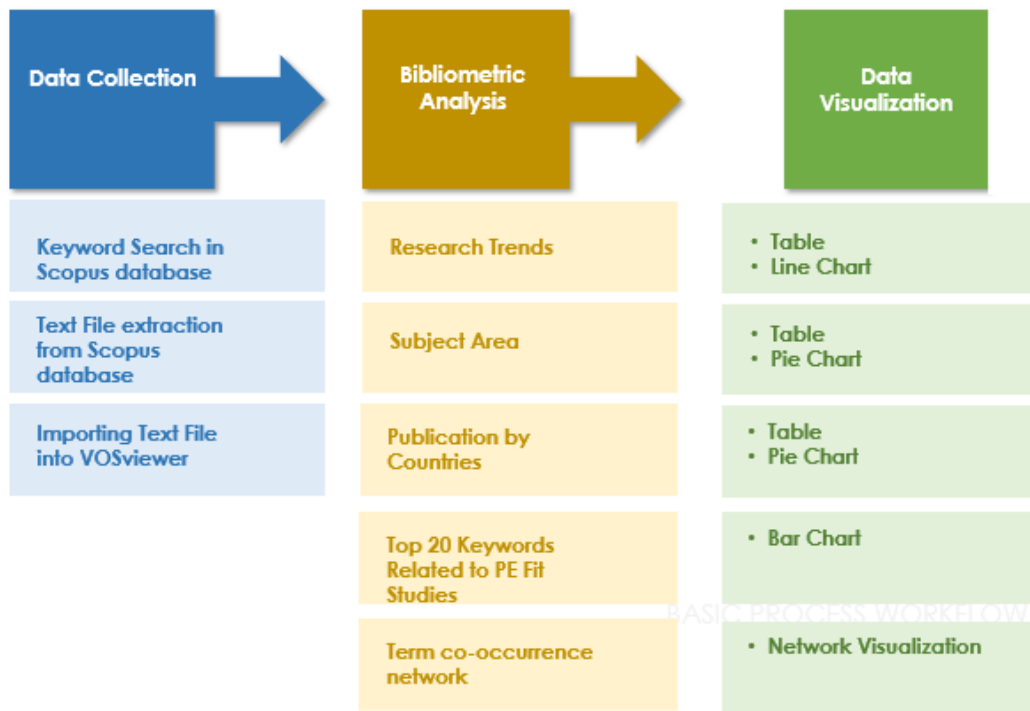 Data Collection
Bibliometric
Analysis
Data
Visualization
Keyword Search in
Scopus database
Research Trends
• Table
• Line Chart
Text File extraction
from Scopus
database
Subject Area
• Table
• Pie Chart
Importing Text File
into VOSviewer
Publication by
Countries
• Table
• Pie Chart
Top 20 Keywords
Related to PE Fit
Studies
• Bar Chart
BASIC PROCESS WORKFLOW
Term co-occurrence
network
• Network Visualization